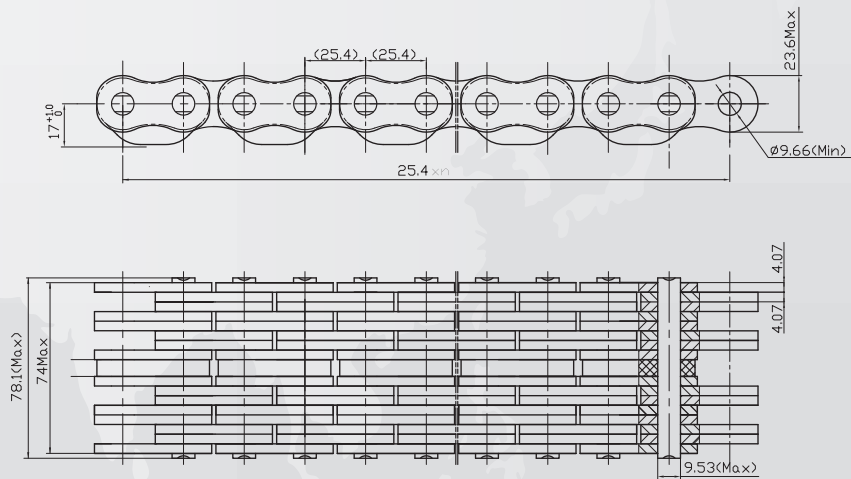 (25.4) (25.4)
23.6Max
17 +1.0 0
Ø9.66(Min)
25.4xn
4.07
4.07
78.1(Max)
74Max
9.53(Max)